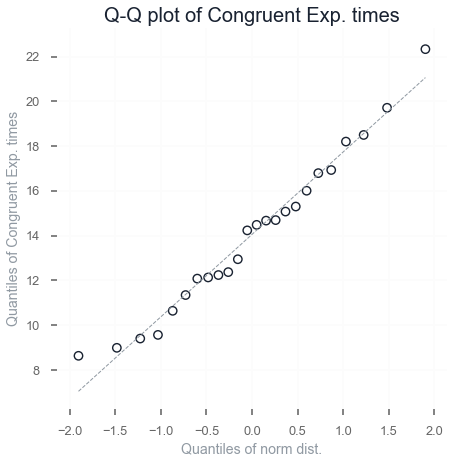 Q-Q plot of Congruent Exp. times
Quantiles of Congruent Exp. times
22
20
18
16
14
12
10
8
−2.0 −1.5 −1.0 −0.5 0.0 0.5 1.0 1.5 2.0
Quantiles of norm dist.